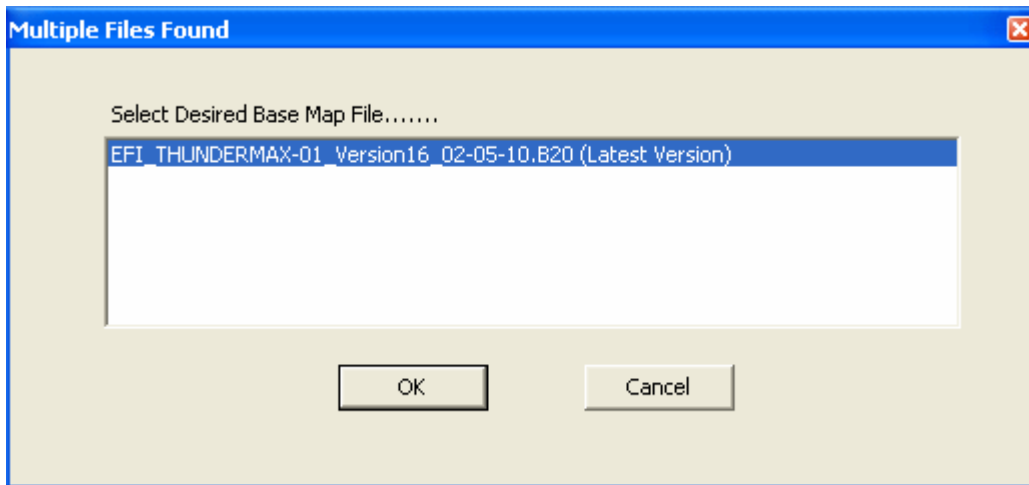 Multiple Files Found
Select Desired Base Map File.......
EFI_THUNDERMAX-01_Version16_02-05-10.B20 (Latest Version)
OK
Cancel